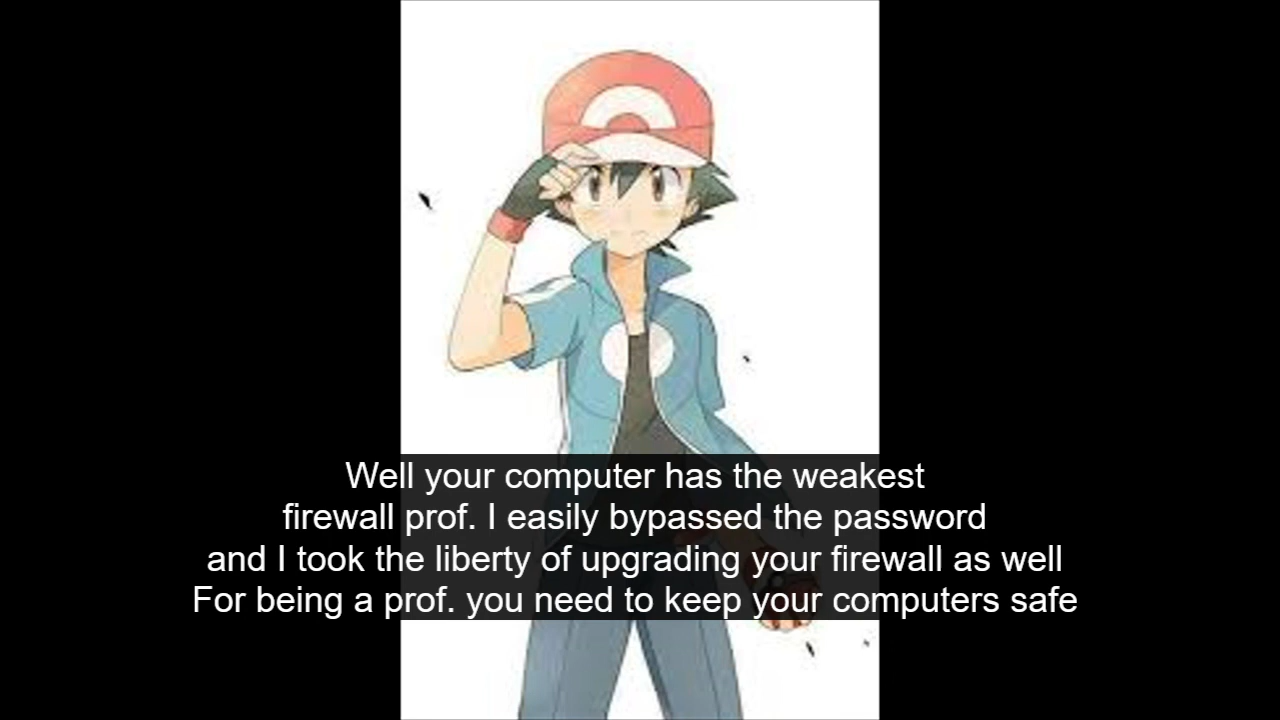 Well your computer has the weakest
firewall prof. I easily bypassed the password
and I took the liberty of upgrading your firewall as well
For being a prof. you need to keep your computers safe